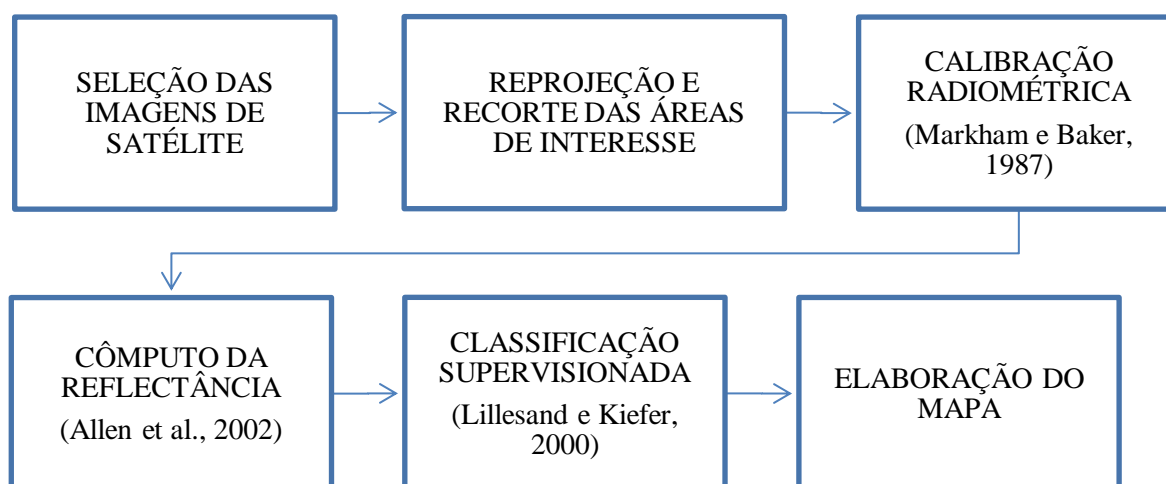 SELEÇÃO DAS
IMAGENS DE
SATÉLITE
REPROJEÇÃO E
RECORTE DAS ÁREAS
DE INTERESSE
CALIBRAÇÃO
RADIOMÉTRICA
(Markham e Baker,
1987)
CÔMPUTO DA
REFLECTÂNCIA
(Allen et al., 2002)
CLASSIFICAÇÃO
SUPERVISIONADA
(Lillesand e Kiefer,
2000)
ELABORAÇÃO DO
MAPA